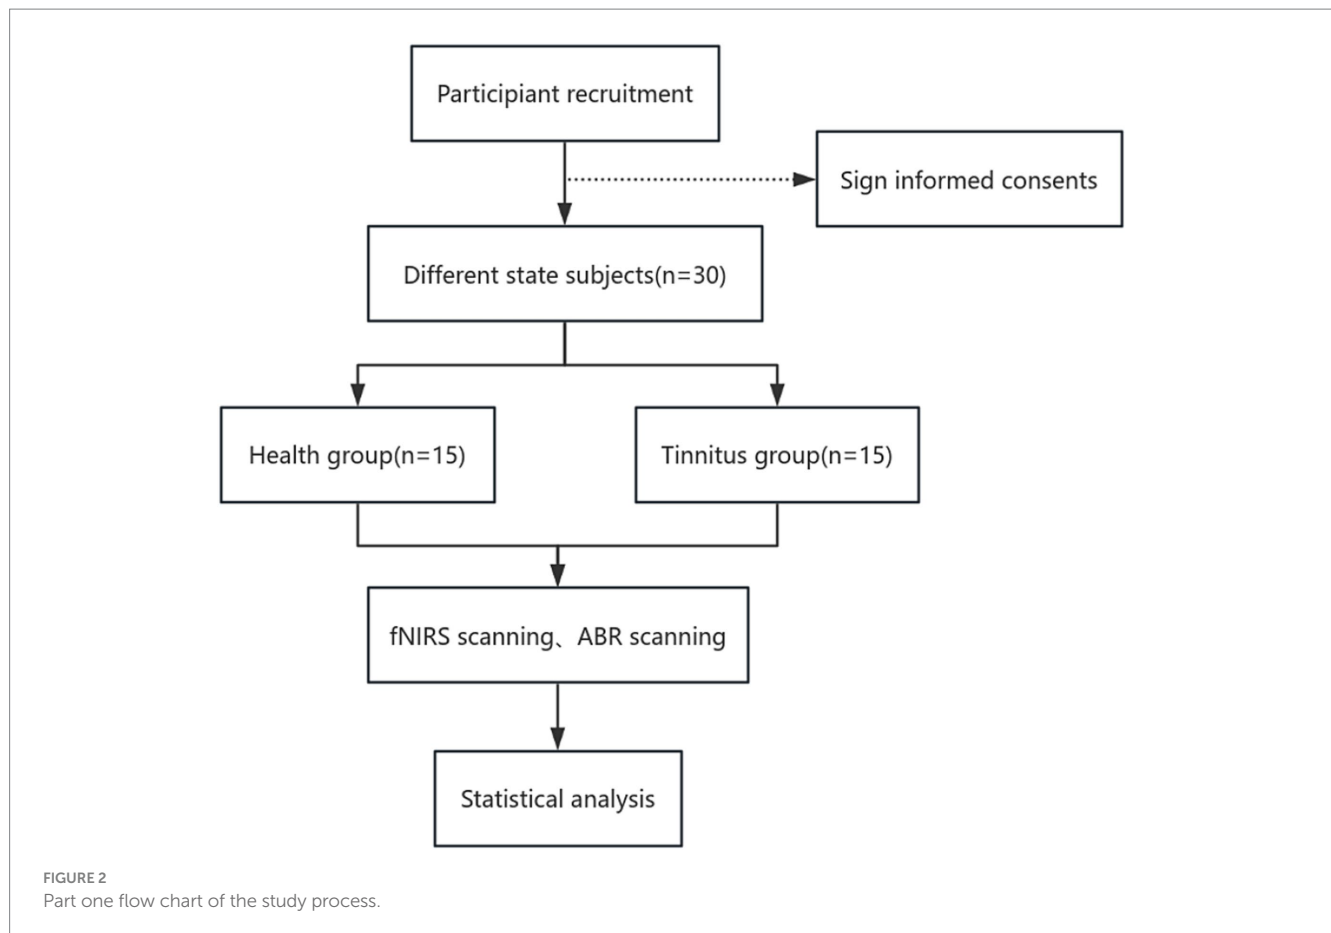 Participiant recruitment
Sign informed consents
Different state subjects(n=30)
Health group(n=15)
Tinnitus group(n=15)
fNIRS scanning、ABR scanning
Statistical analysis
FIGURE 2
Part one flow chart of the study process.